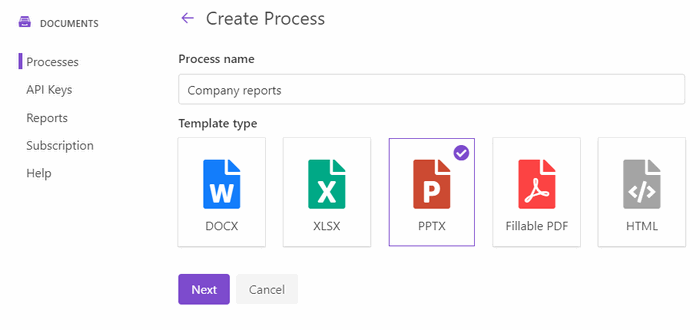 DOCUMENTS
Processes
API Keys
Reports
Subscription
Help
Create Process
Process name
Company reports
Template type
W
DOCX
X
XLSX
P
PPTX
Fillable PDF
</>
HTML
Next
Cancel